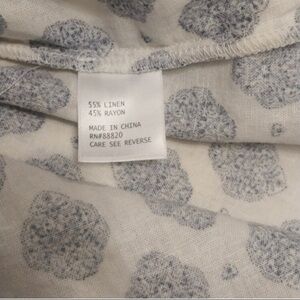 55% LINEN
45% RAYON
MADE IN CHINA
RN#88820
CARE SEE REVERSE